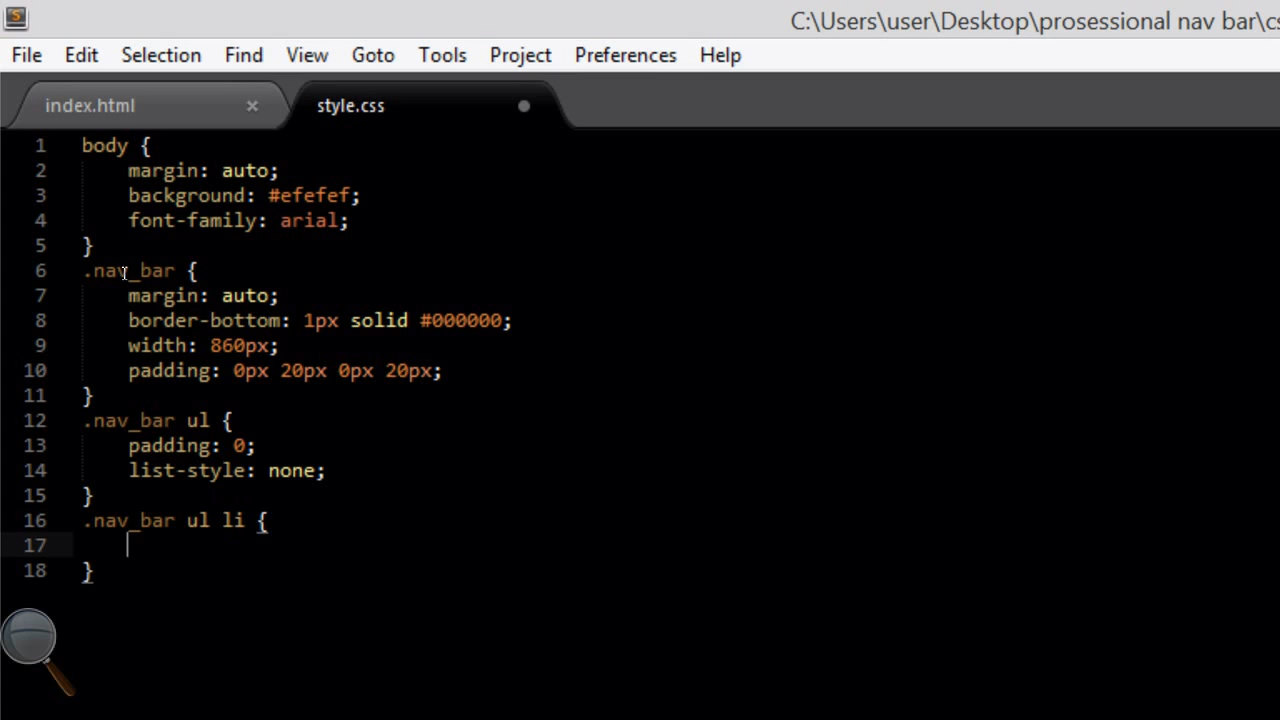 C:\Users\user\Desktop\prosessional nav bar\cs
File Edit Selection Find View Goto Tools Project Preferences Help
index.html × style.css
1 body {
2 margin: auto;
3 background: #efefef;
4 font-family: arial;
5 }
6 .nav_bar {
7 margin: auto;
8 border-bottom: 1px solid #000000;
9 width: 860px;
10 padding: 0px 20px 0px 20px;
11 }
12 .nav_bar ul {
13 padding: 0;
14 list-style: none;
15 }
16 .nav_bar ul li {
17
18 }